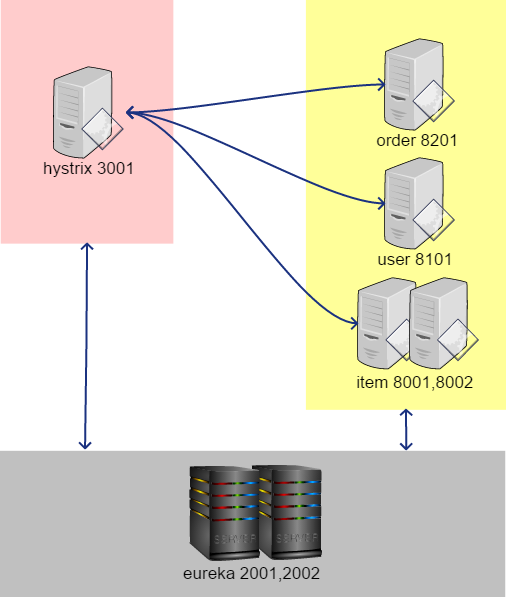 hystrix 3001
order 8201
user 8101
item 8001,8002
eureka 2001,2002